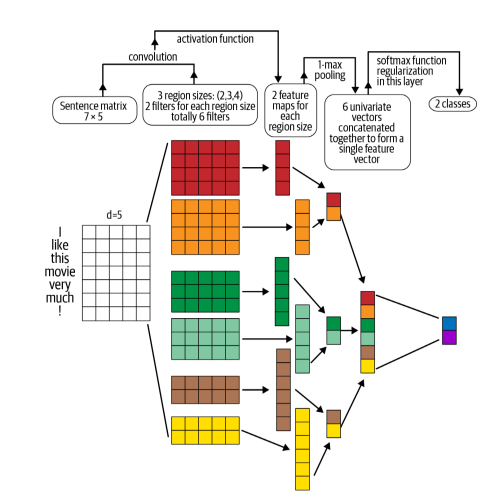 activation function
convolution
1-max
pooling
softmax function
regularization
in this layer
Sentence matrix
7 × 5
3 region sizes: (2,3,4)
2 filters for each region size
totally 6 filters
2 feature
maps for
each
region size
6 univariate
vectors
concatenated
together to form a
single feature
vector
2 classes
d=5
I
like
this
movie
very
much
!